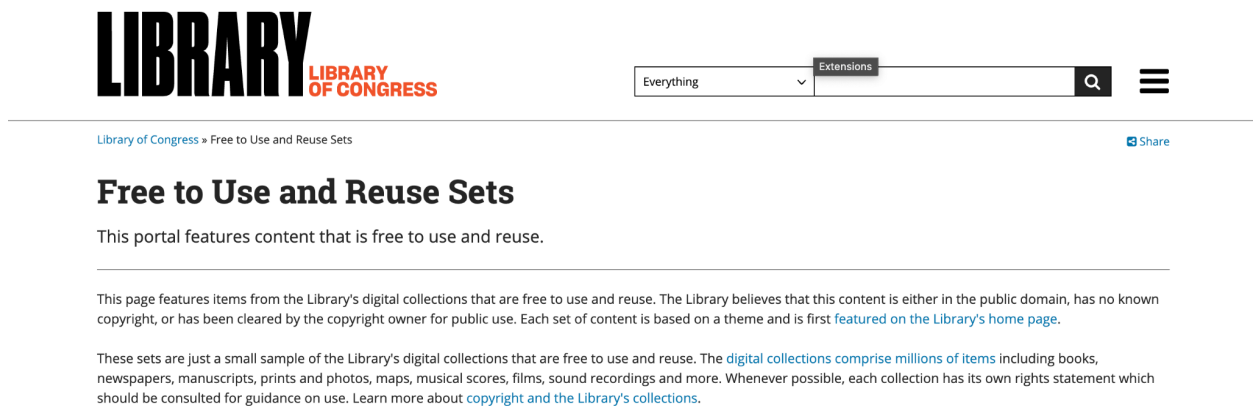 LIBRARY
LIBRARY
OF CONGRESS
Everything
Extensions
Library of Congress » Free to Use and Reuse Sets
Share
Free to Use and Reuse Sets
This portal features content that is free to use and reuse.
This page features items from the Library's digital collections that are free to use and reuse. The Library believes that this content is either in the public domain, has no known
copyright, or has been cleared by the copyright owner for public use. Each set of content is based on a theme and is first featured on the Library's home page.
These sets are just a small sample of the Library's digital collections that are free to use and reuse. The digital collections comprise millions of items including books,
newspapers, manuscripts, prints and photos, maps, musical scores, films, sound recordings and more. Whenever possible, each collection has its own rights statement which
should be consulted for guidance on use. Learn more about copyright and the Library's collections.